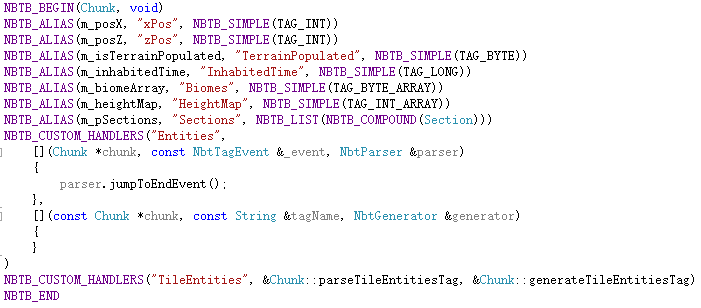 NBTB_BEGIN(Chunk, void)
NBTB_ALIAS(m_posX, "xPos", NBTB_SIMPLE(TAG_INT))
NBTB_ALIAS(m_posZ, "zPos", NBTB_SIMPLE(TAG_INT))
NBTB_ALIAS(m_isTerrainPopulated, "TerrainPopulated", NBTB_SIMPLE(TAG_BYTE))
NBTB_ALIAS(m_inhabitedTime, "InhabitedTime", NBTB_SIMPLE(TAG_LONG))
NBTB_ALIAS(m_biomeArray, "Biomes", NBTB_SIMPLE(TAG_BYTE_ARRAY))
NBTB_ALIAS(m_heightMap, "HeightMap", NBTB_SIMPLE(TAG_INT_ARRAY))
NBTB_ALIAS(m_pSections, "Sections", NBTB_LIST(NBTB_COMPOUND(Section)))
NBTB_CUSTOM_HANDLERS("Entities",
    [](Chunk *chunk, const NbtTagEvent &_event, NbtParser &parser)
    {
        parser.jumpToEndEvent();
    },
    [](const Chunk *chunk, const String &tagName, NbtGenerator &generator)
    {
    }
)
NBTB_CUSTOM_HANDLERS("TileEntities", &Chunk::parseTileEntitiesTag, &Chunk::generateTileEntitiesTag)
NBTB_END